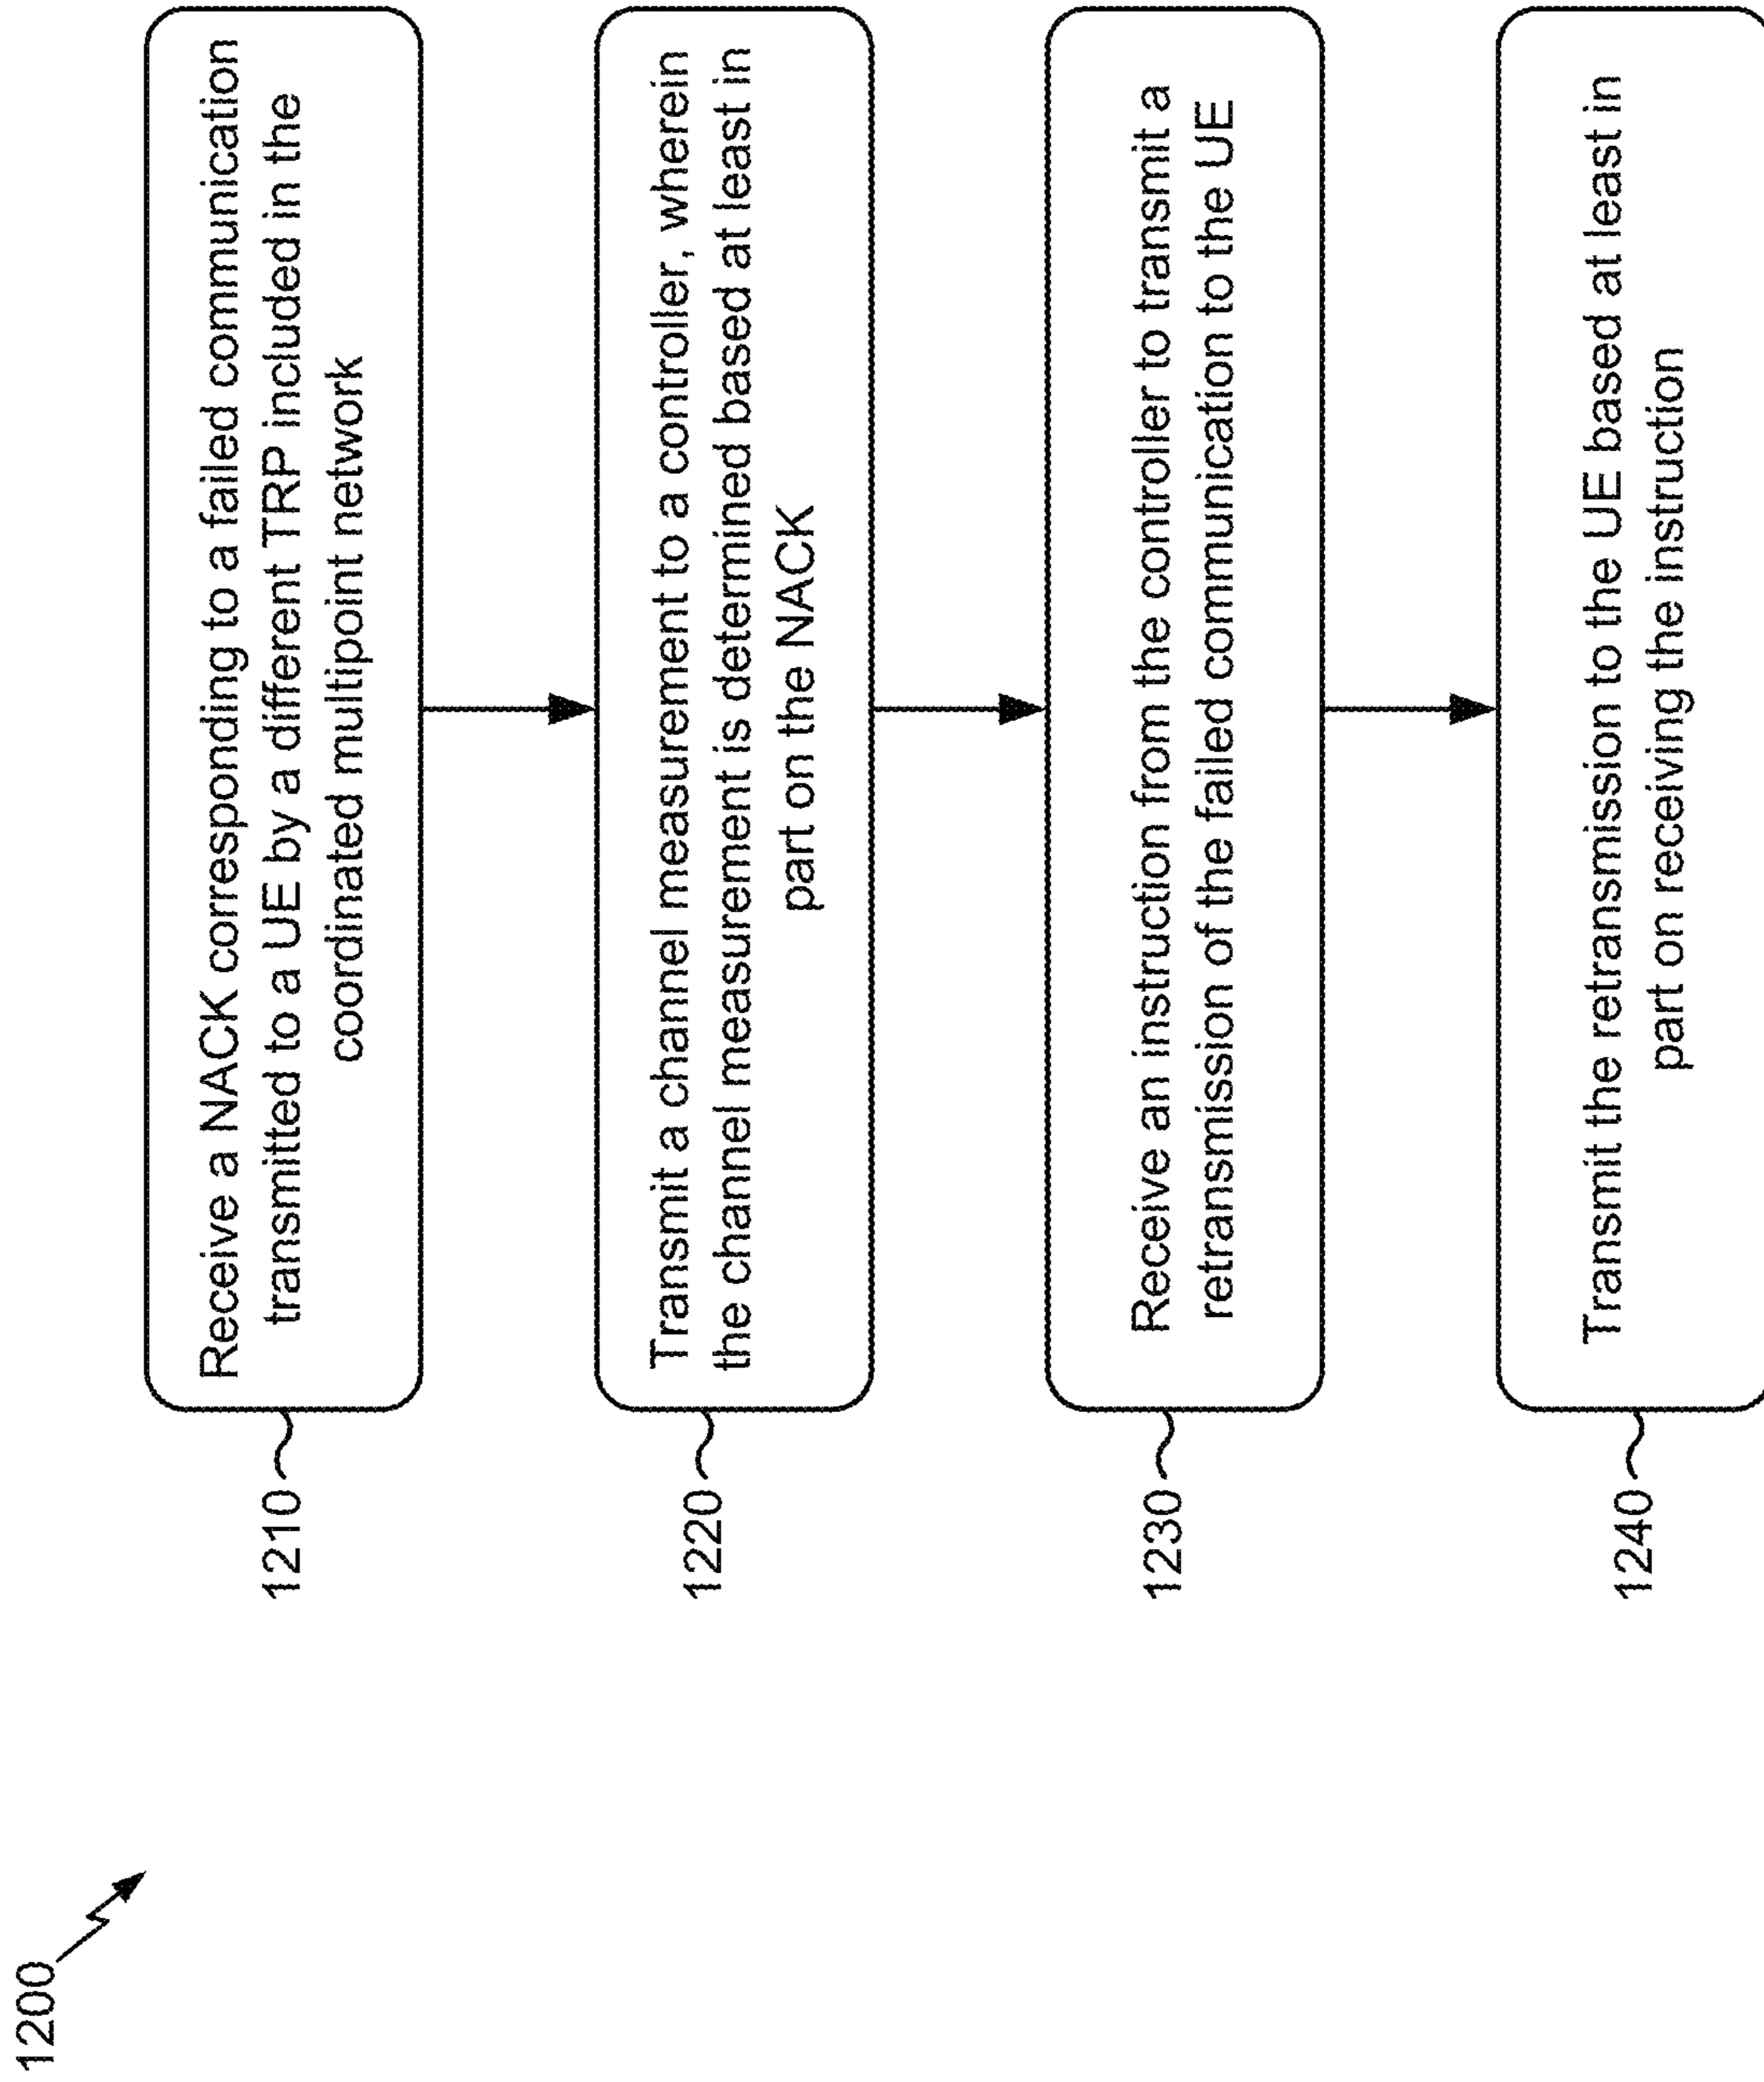 1200
1210
Receive a NACK corresponding to a failed communication
transmitted to a UE by a different TRP included in the
coordinated multipoint network
1220
Transmit a channel measurement to a controller, wherein
the channel measurement is determined based at least in
part on the NACK
1230
Receive an instruction from the controller to transmit a
retransmission of the failed communication to the UE
1240
Transmit the retransmission to the UE based at least in
part on receiving the instruction